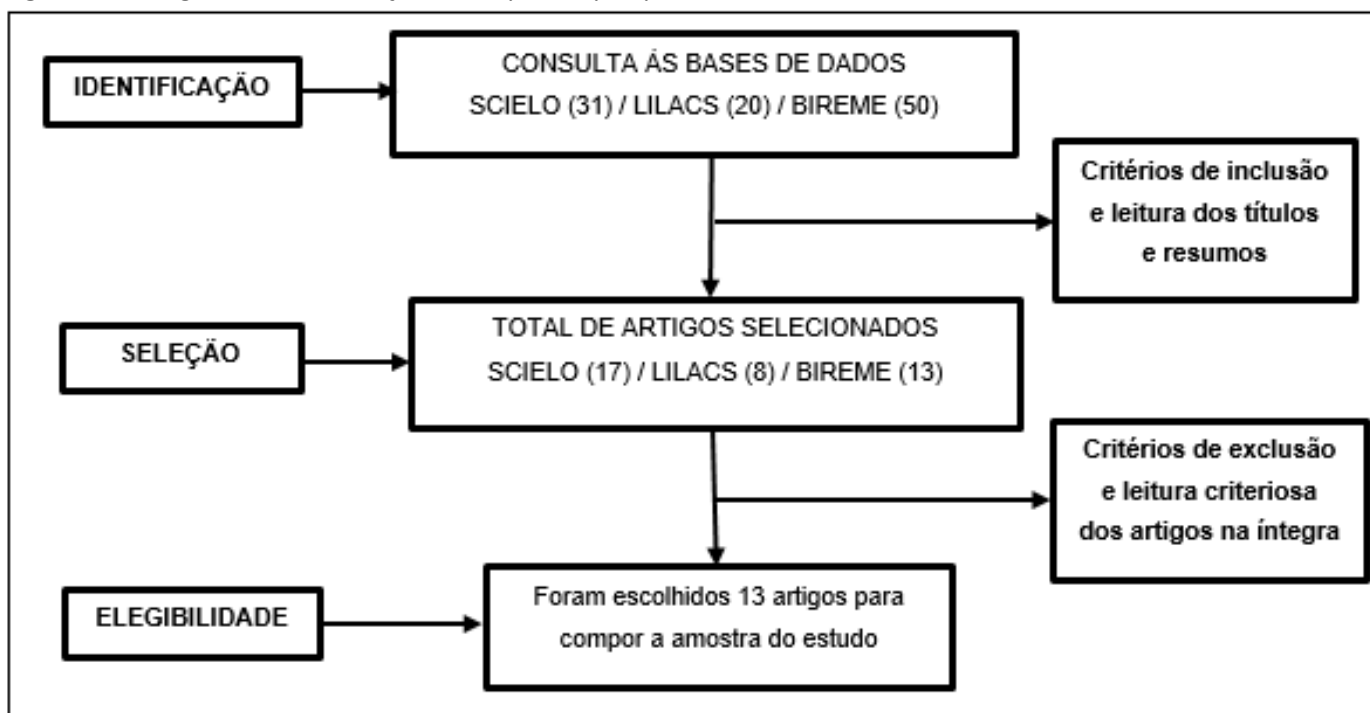 IDENTIFICAÇÃO
CONSULTA ÁS BASES DE DADOS
SCIELO (31) / LILACS (20) / BIREME (50)
Critérios de inclusão
e leitura dos títulos
e resumos
SELEÇÃO
TOTAL DE ARTIGOS SELECIONADOS
SCIELO (17) / LILACS (8) / BIREME (13)
Critérios de exclusão
e leitura criteriosa
dos artigos na íntegra
ELEGIBILIDADE
Foram escolhidos 13 artigos para
compor a amostra do estudo